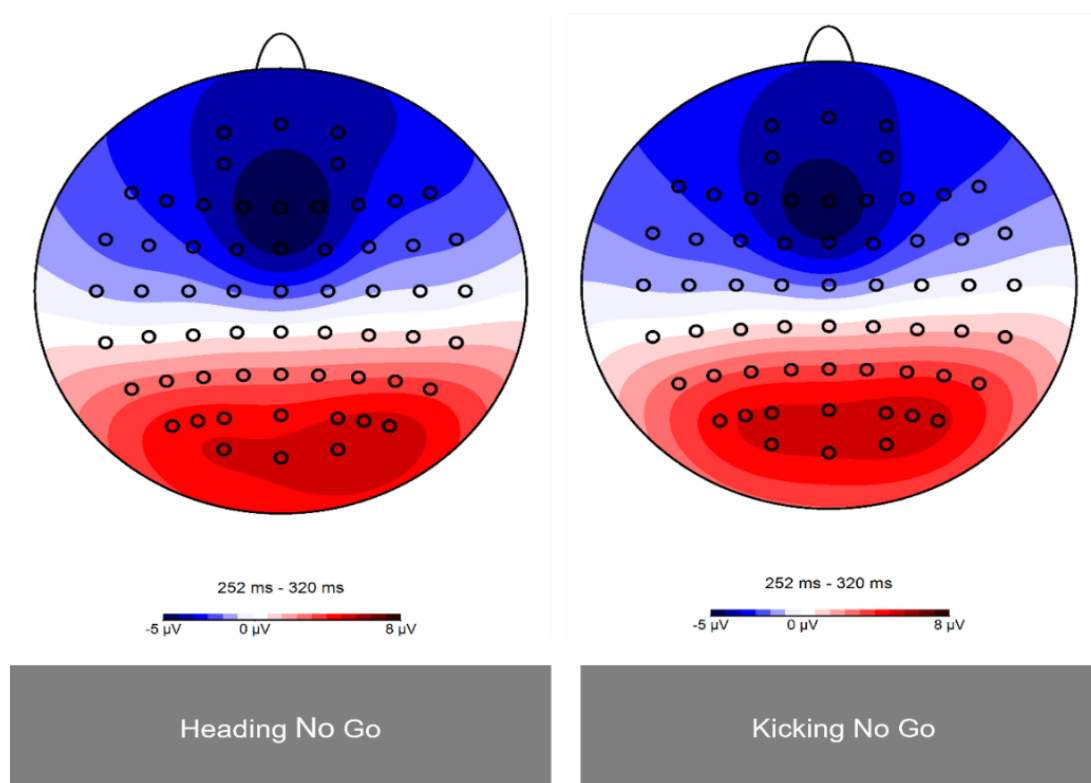 252 ms - 320 ms
-5 µV 0 µV 8 µV
Heading No Go
252 ms - 320 ms
-5 µV 0 µV 8 µV
Kicking No Go